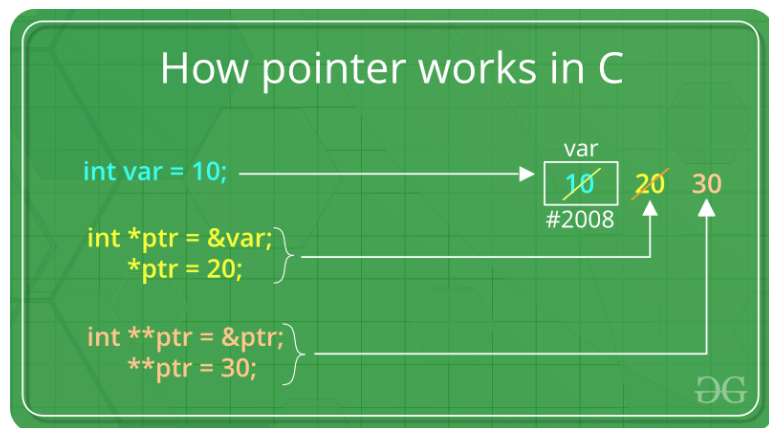 How pointer works in C
var
int var = 10;
10 20 30
#2008
int *ptr = &var;
*ptr = 20;
int **ptr = &ptr;
**ptr = 30;
GG